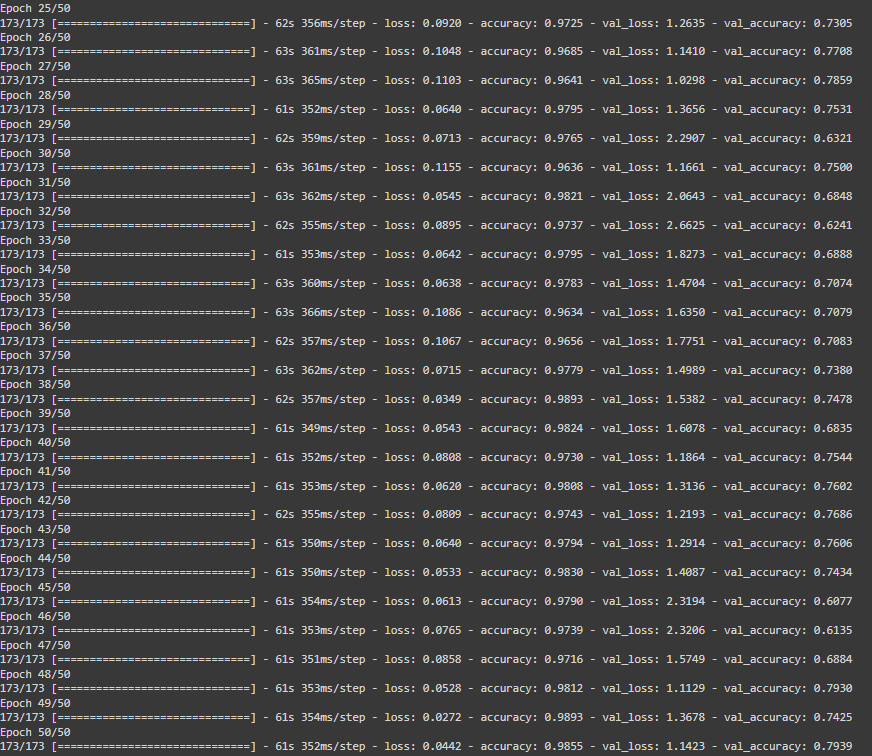 Epoch 25/50
173/173 [==============================] - 62s 356ms/step - loss: 0.0920 - accuracy: 0.9725 - val_loss: 1.2635 - val_accuracy: 0.7305
Epoch 26/50
173/173 [==============================] - 63s 361ms/step - loss: 0.1048 - accuracy: 0.9685 - val_loss: 1.1410 - val_accuracy: 0.7708
Epoch 27/50
173/173 [==============================] - 63s 365ms/step - loss: 0.1103 - accuracy: 0.9641 - val_loss: 1.0298 - val_accuracy: 0.7859
Epoch 28/50
173/173 [==============================] - 61s 352ms/step - loss: 0.0640 - accuracy: 0.9795 - val_loss: 1.3656 - val_accuracy: 0.7531
Epoch 29/50
173/173 [==============================] - 62s 359ms/step - loss: 0.0713 - accuracy: 0.9765 - val_loss: 2.2907 - val_accuracy: 0.6321
Epoch 30/50
173/173 [==============================] - 63s 361ms/step - loss: 0.1155 - accuracy: 0.9636 - val_loss: 1.1661 - val_accuracy: 0.7500
Epoch 31/50
173/173 [==============================] - 63s 362ms/step - loss: 0.0545 - accuracy: 0.9821 - val_loss: 2.0643 - val_accuracy: 0.6848
Epoch 32/50
173/173 [==============================] - 62s 355ms/step - loss: 0.0895 - accuracy: 0.9737 - val_loss: 2.6625 - val_accuracy: 0.6241
Epoch 33/50
173/173 [==============================] - 61s 353ms/step - loss: 0.0642 - accuracy: 0.9795 - val_loss: 1.8273 - val_accuracy: 0.6888
Epoch 34/50
173/173 [==============================] - 63s 360ms/step - loss: 0.0638 - accuracy: 0.9783 - val_loss: 1.4704 - val_accuracy: 0.7074
Epoch 35/50
173/173 [==============================] - 63s 366ms/step - loss: 0.1086 - accuracy: 0.9634 - val_loss: 1.6350 - val_accuracy: 0.7079
Epoch 36/50
173/173 [==============================] - 62s 357ms/step - loss: 0.1067 - accuracy: 0.9656 - val_loss: 1.7751 - val_accuracy: 0.7083
Epoch 37/50
173/173 [==============================] - 63s 362ms/step - loss: 0.0715 - accuracy: 0.9779 - val_loss: 1.4989 - val_accuracy: 0.7380
Epoch 38/50
173/173 [==============================] - 62s 357ms/step - loss: 0.0349 - accuracy: 0.9893 - val_loss: 1.5382 - val_accuracy: 0.7478
Epoch 39/50
173/173 [==============================] - 61s 349ms/step - loss: 0.0543 - accuracy: 0.9824 - val_loss: 1.6078 - val_accuracy: 0.6835
Epoch 40/50
173/173 [==============================] - 61s 352ms/step - loss: 0.0808 - accuracy: 0.9730 - val_loss: 1.1864 - val_accuracy: 0.7544
Epoch 41/50
173/173 [==============================] - 61s 353ms/step - loss: 0.0620 - accuracy: 0.9808 - val_loss: 1.3136 - val_accuracy: 0.7602
Epoch 42/50
173/173 [==============================] - 62s 355ms/step - loss: 0.0809 - accuracy: 0.9743 - val_loss: 1.2193 - val_accuracy: 0.7686
Epoch 43/50
173/173 [==============================] - 61s 350ms/step - loss: 0.0640 - accuracy: 0.9794 - val_loss: 1.2914 - val_accuracy: 0.7606
Epoch 44/50
173/173 [==============================] - 61s 350ms/step - loss: 0.0533 - accuracy: 0.9830 - val_loss: 1.4087 - val_accuracy: 0.7434
Epoch 45/50
173/173 [==============================] - 61s 354ms/step - loss: 0.0613 - accuracy: 0.9790 - val_loss: 2.3194 - val_accuracy: 0.6077
Epoch 46/50
173/173 [==============================] - 61s 353ms/step - loss: 0.0765 - accuracy: 0.9739 - val_loss: 2.3206 - val_accuracy: 0.6135
Epoch 47/50
173/173 [==============================] - 61s 351ms/step - loss: 0.0858 - accuracy: 0.9716 - val_loss: 1.5749 - val_accuracy: 0.6884
Epoch 48/50
173/173 [==============================] - 61s 353ms/step - loss: 0.0528 - accuracy: 0.9812 - val_loss: 1.1129 - val_accuracy: 0.7930
Epoch 49/50
173/173 [==============================] - 61s 354ms/step - loss: 0.0272 - accuracy: 0.9893 - val_loss: 1.3678 - val_accuracy: 0.7425
Epoch 50/50
173/173 [==============================] - 61s 352ms/step - loss: 0.0442 - accuracy: 0.9855 - val_loss: 1.1423 - val_accuracy: 0.7939